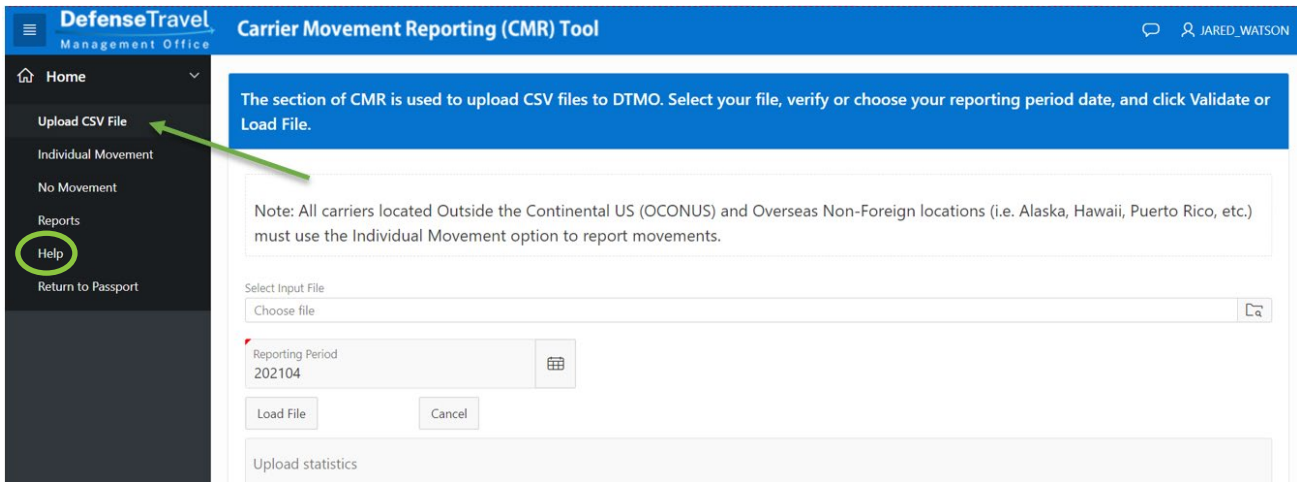 DefenseTravel
Management Office
Carrier Movement Reporting (CMR) Tool
JARED_WATSON
Home
Upload CSV File
Individual Movement
No Movement
Reports
Help
Return to Passport
The section of CMR is used to upload CSV files to DTMO. Select your file, verify or choose your reporting period date, and click Validate or
Load File.
Note: All carriers located Outside the Continental US (OCONUS) and Overseas Non-Foreign locations (i.e. Alaska, Hawaii, Puerto Rico, etc.)
must use the Individual Movement option to report movements.
Select Input File
Choose file
Reporting Period
202104
Load File
Cancel
Upload statistics